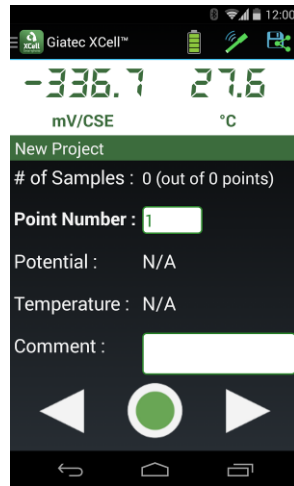 12:00
XCell Giatec XCell™
-336.7 27.6
mV/CSE °C
New Project
# of Samples : 0 (out of 0 points)
Point Number : 1
Potential : N/A
Temperature : N/A
Comment :